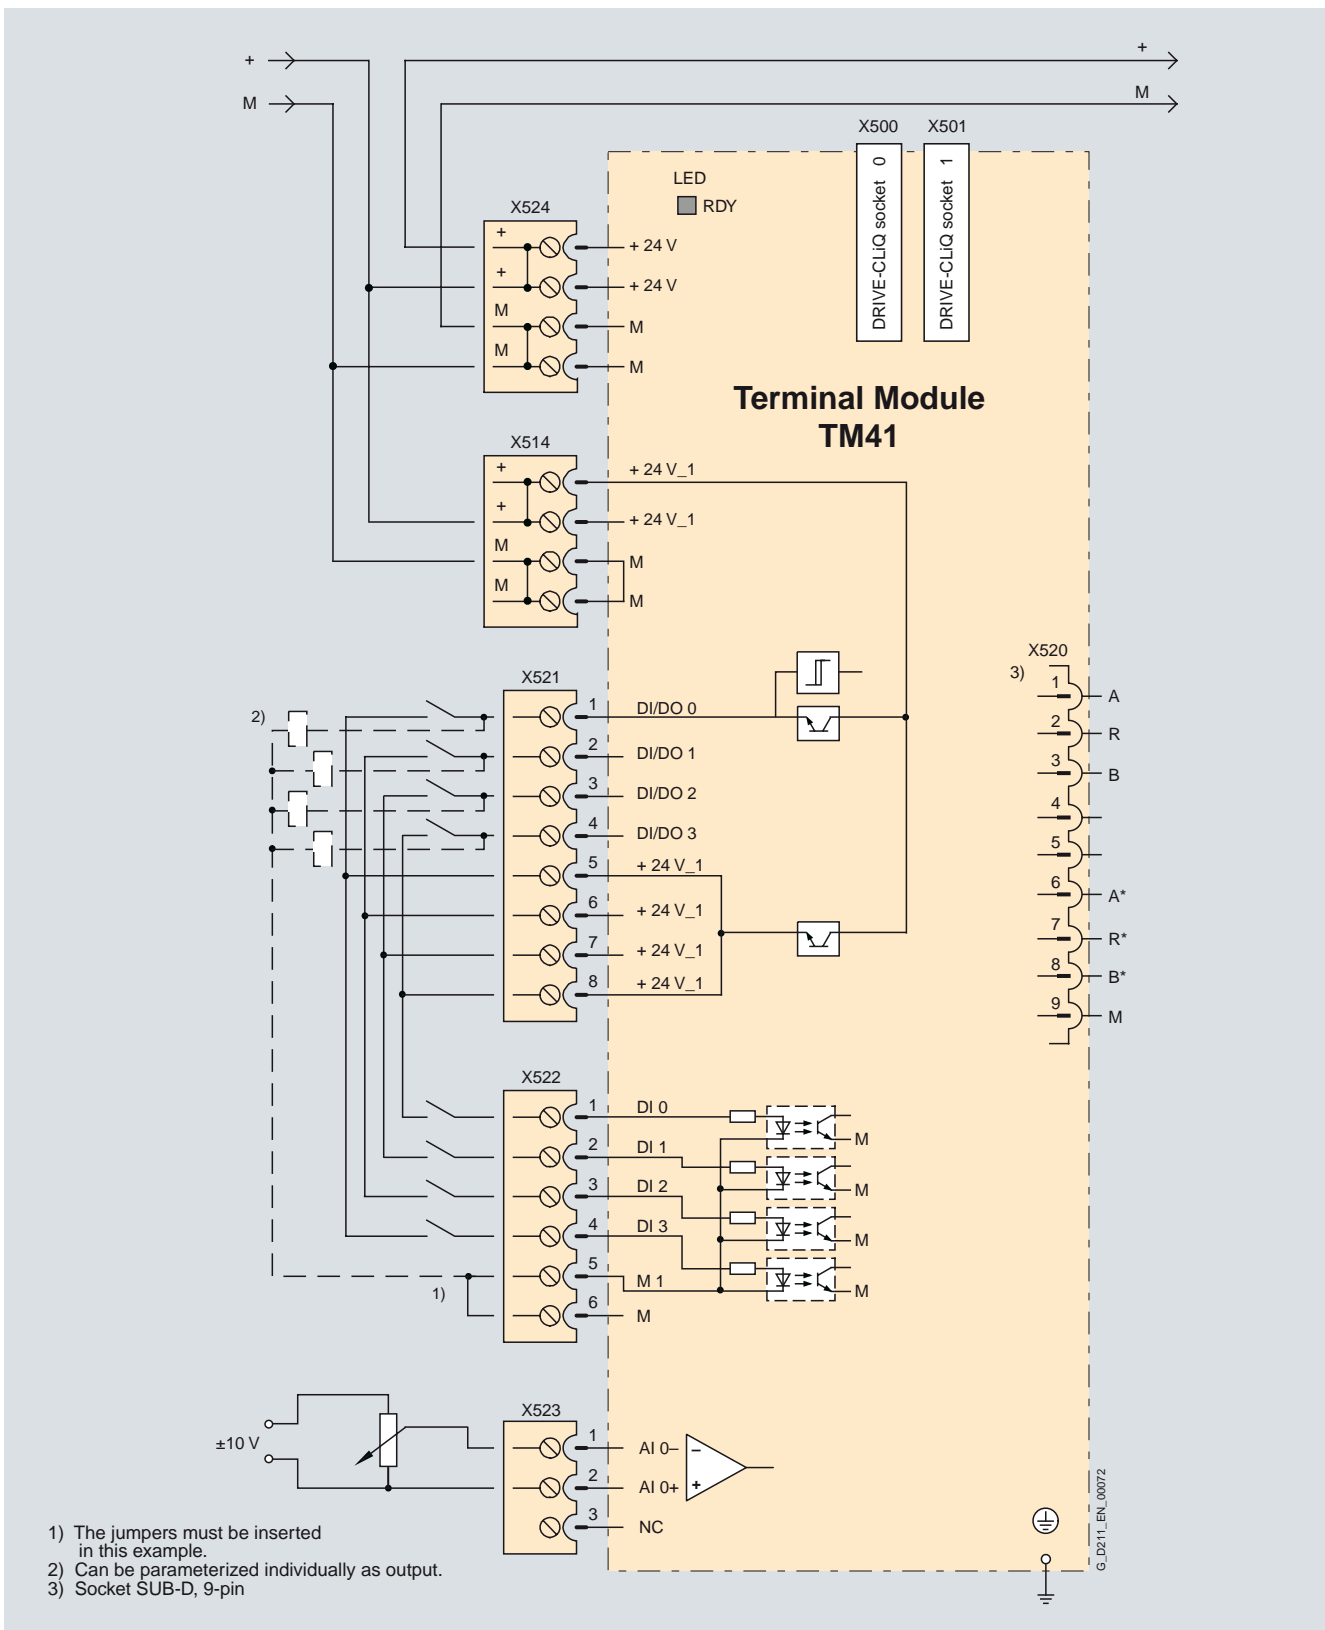 +
+
M
M
X500 X501
DRIVE-CLiQ socket 0
DRIVE-CLiQ socket 1
LED
RDY
X524
+ + 24 V
+ + 24 V
M M
M M
Terminal Module
TM41
X514
+ + 24 V_1
+ + 24 V_1
M M
M M
X521
2)
1 DI/DO 0
2 DI/DO 1
3 DI/DO 2
4 DI/DO 3
5 + 24 V_1
6 + 24 V_1
7 + 24 V_1
8 + 24 V_1
X520
3)
1 A
2 R
3 B
4
5
6 A*
7 R*
8 B*
9 M
X522
1 DI 0
M
2 DI 1
M
3 DI 2
M
4 DI 3
M
5 M 1
1)
6 M
X523
±10 V
1 AI 0–
–
2 AI 0+
+
3 NC
G_D211_EN_00072
1) The jumpers must be inserted
in this example.
2) Can be parameterized individually as output.
3) Socket SUB-D, 9-pin